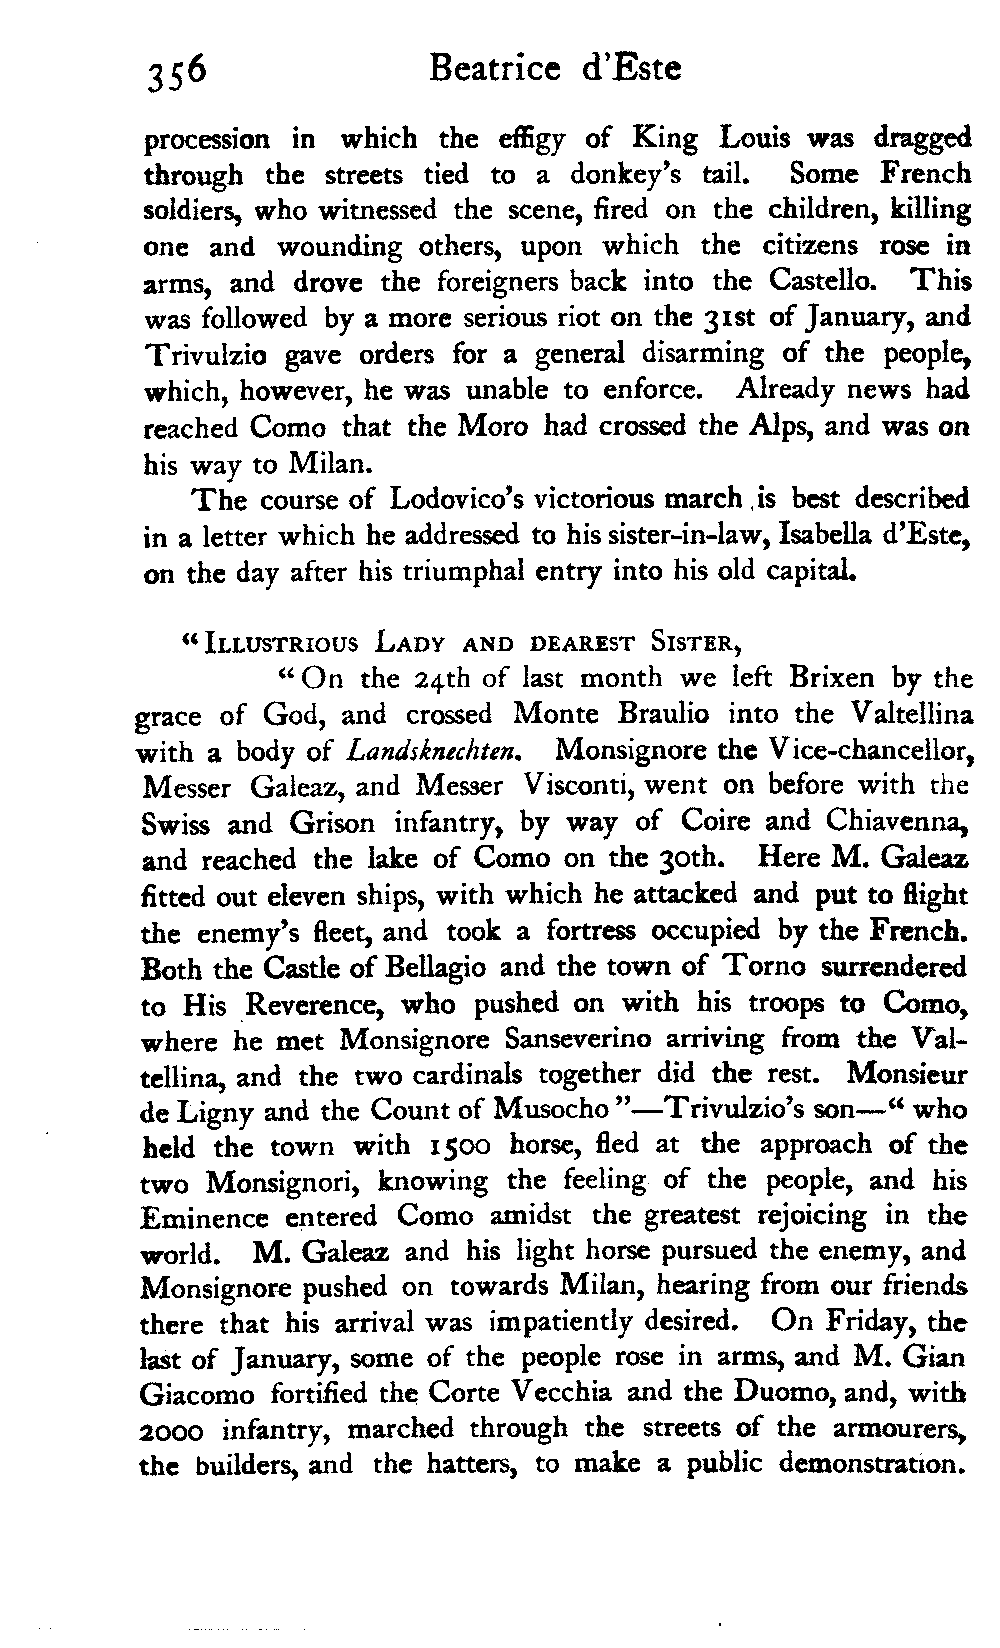 356 Beatrice d'Este
procession in which the effigy of King Louis was dragged
through the streets tied to a donkey's tail. Some French
soldiers, who witnessed the scene, fired on the children, killing
one and wounding others, upon which the citizens rose in
arms, and drove the foreigners back into the Castello. This
was followed by a more serious riot on the 31st of January, and
Trivulzio gave orders for a general disarming of the people,
which, however, he was unable to enforce. Already news had
reached Como that the Moro had crossed the Alps, and was on
his way to Milan.
The course of Lodovico's victorious march is best described
in a letter which he addressed to his sister-in-law, Isabella d'Este,
on the day after his triumphal entry into his old capital.
"Illustrious Lady and dearest Sister,
"On the 24th of last month we left Brixen by the
grace of God, and crossed Monte Braulio into the Valtellina
with a body of Landsknechten. Monsignore the Vice-chancellor,
Messer Galeaz, and Messer Visconti, went on before with the
Swiss and Grison infantry, by way of Coire and Chiavenna,
and reached the lake of Como on the 30th. Here M. Galeaz
fitted out eleven ships, with which he attacked and put to flight
the enemy's fleet, and took a fortress occupied by the French.
Both the Castle of Bellagio and the town of Torno surrendered
to His Reverence, who pushed on with his troops to Como,
where he met Monsignore Sanseverino arriving from the Val-
tellina, and the two cardinals together did the rest. Monsieur
de Ligny and the Count of Musocho"—Trivulzio's son—"who
held the town with 1500 horse, fled at the approach of the
two Monsignori, knowing the feeling of the people, and his
Eminence entered Como amidst the greatest rejoicing in the
world. M. Galeaz and his light horse pursued the enemy, and
Monsignore pushed on towards Milan, hearing from our friends
there that his arrival was impatiently desired. On Friday, the
last of January, some of the people rose in arms, and M. Gian
Giacomo fortified the Corte Vecchia and the Duomo, and, with
2000 infantry, marched through the streets of the armourers,
the builders, and the hatters, to make a public demonstration.